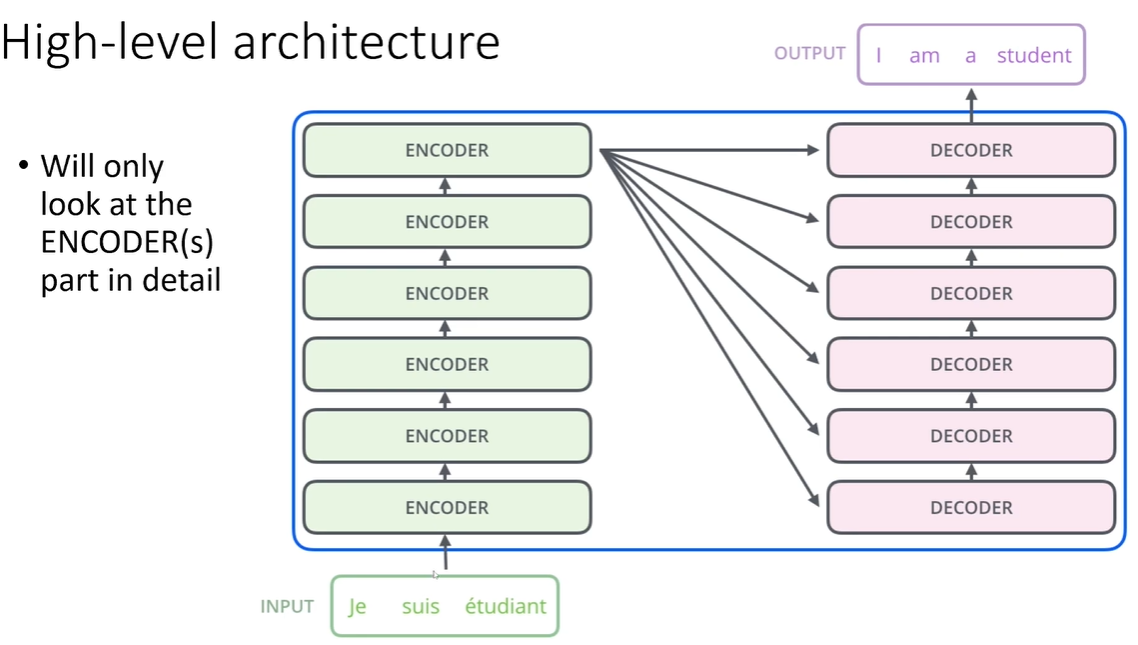 High-level architecture
• Will only
look at the
ENCODER(s)
part in detail
OUTPUT I am a student
ENCODER DECODER
ENCODER DECODER
ENCODER DECODER
ENCODER DECODER
ENCODER DECODER
ENCODER DECODER
INPUT Je suis étudiant